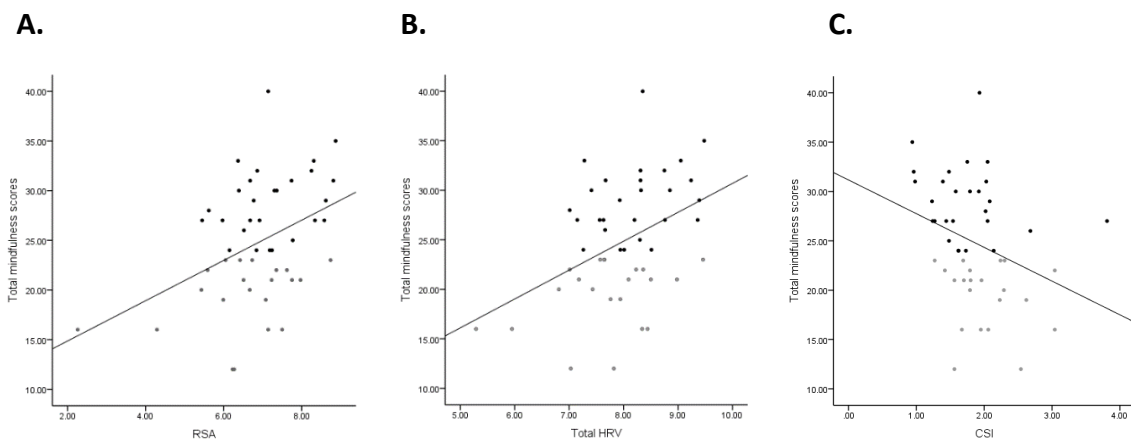 A.
B.
C.
Total mindfulness scores
40.00
35.00
30.00
25.00
20.00
15.00
10.00
2.00 4.00 6.00 8.00
RSA
Total mindfulness scores
40.00
35.00
30.00
25.00
20.00
15.00
10.00
5.00 6.00 7.00 8.00 9.00 10.00
Total HRV
Total mindfulness scores
40.00
35.00
30.00
25.00
20.00
15.00
10.00
.00 1.00 2.00 3.00 4.00
CSI